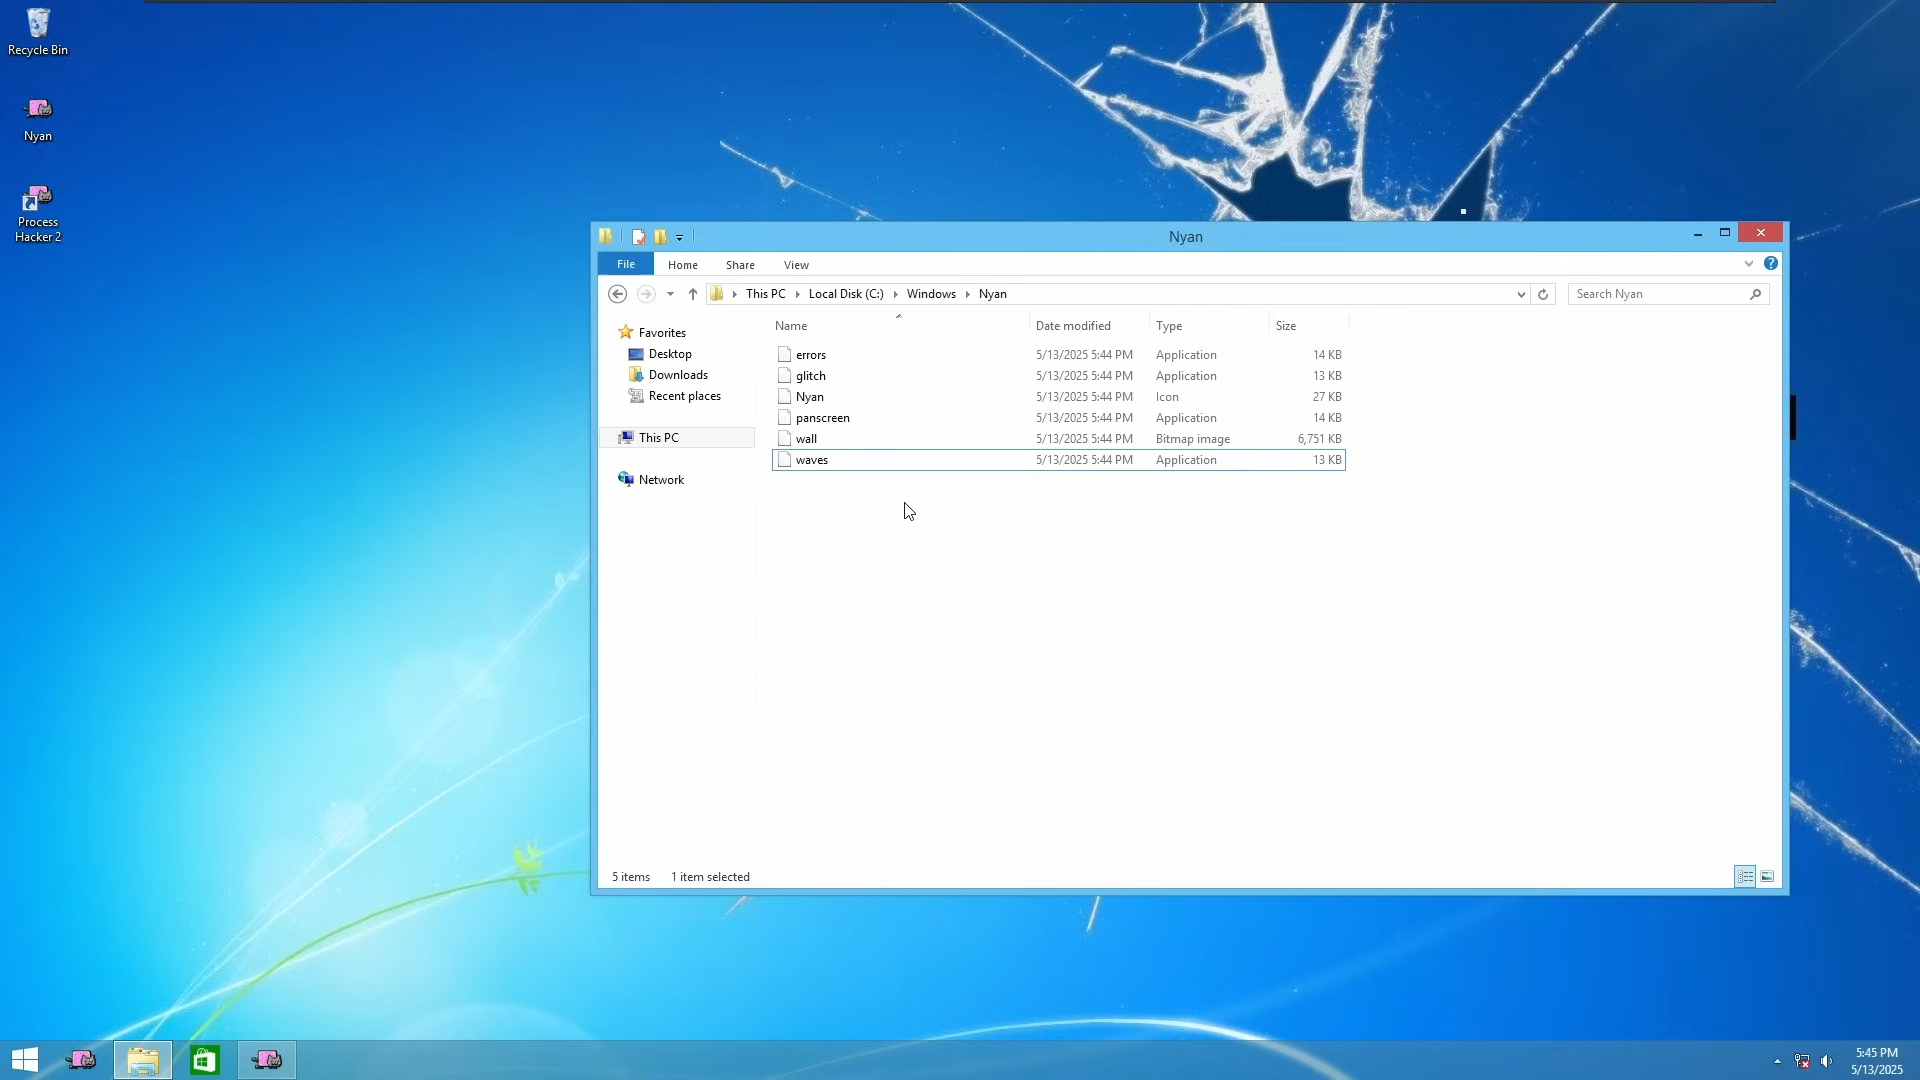 Recycle Bin
Nyan
Process
Hacker 2
Nyan
File Home Share View
This PC Local Disk (C:) Windows Nyan
Search Nyan
Favorites
Desktop
Downloads
Recent places
This PC
Network
Name Date modified Type Size
errors 5/13/2025 5:44 PM Application 14 KB
glitch 5/13/2025 5:44 PM Application 13 KB
Nyan 5/13/2025 5:44 PM Icon 27 KB
panscreen 5/13/2025 5:44 PM Application 14 KB
wall 5/13/2025 5:44 PM Bitmap image 6,751 KB
waves 5/13/2025 5:44 PM Application 13 KB
5 items 1 item selected
5:45 PM
5/13/2025